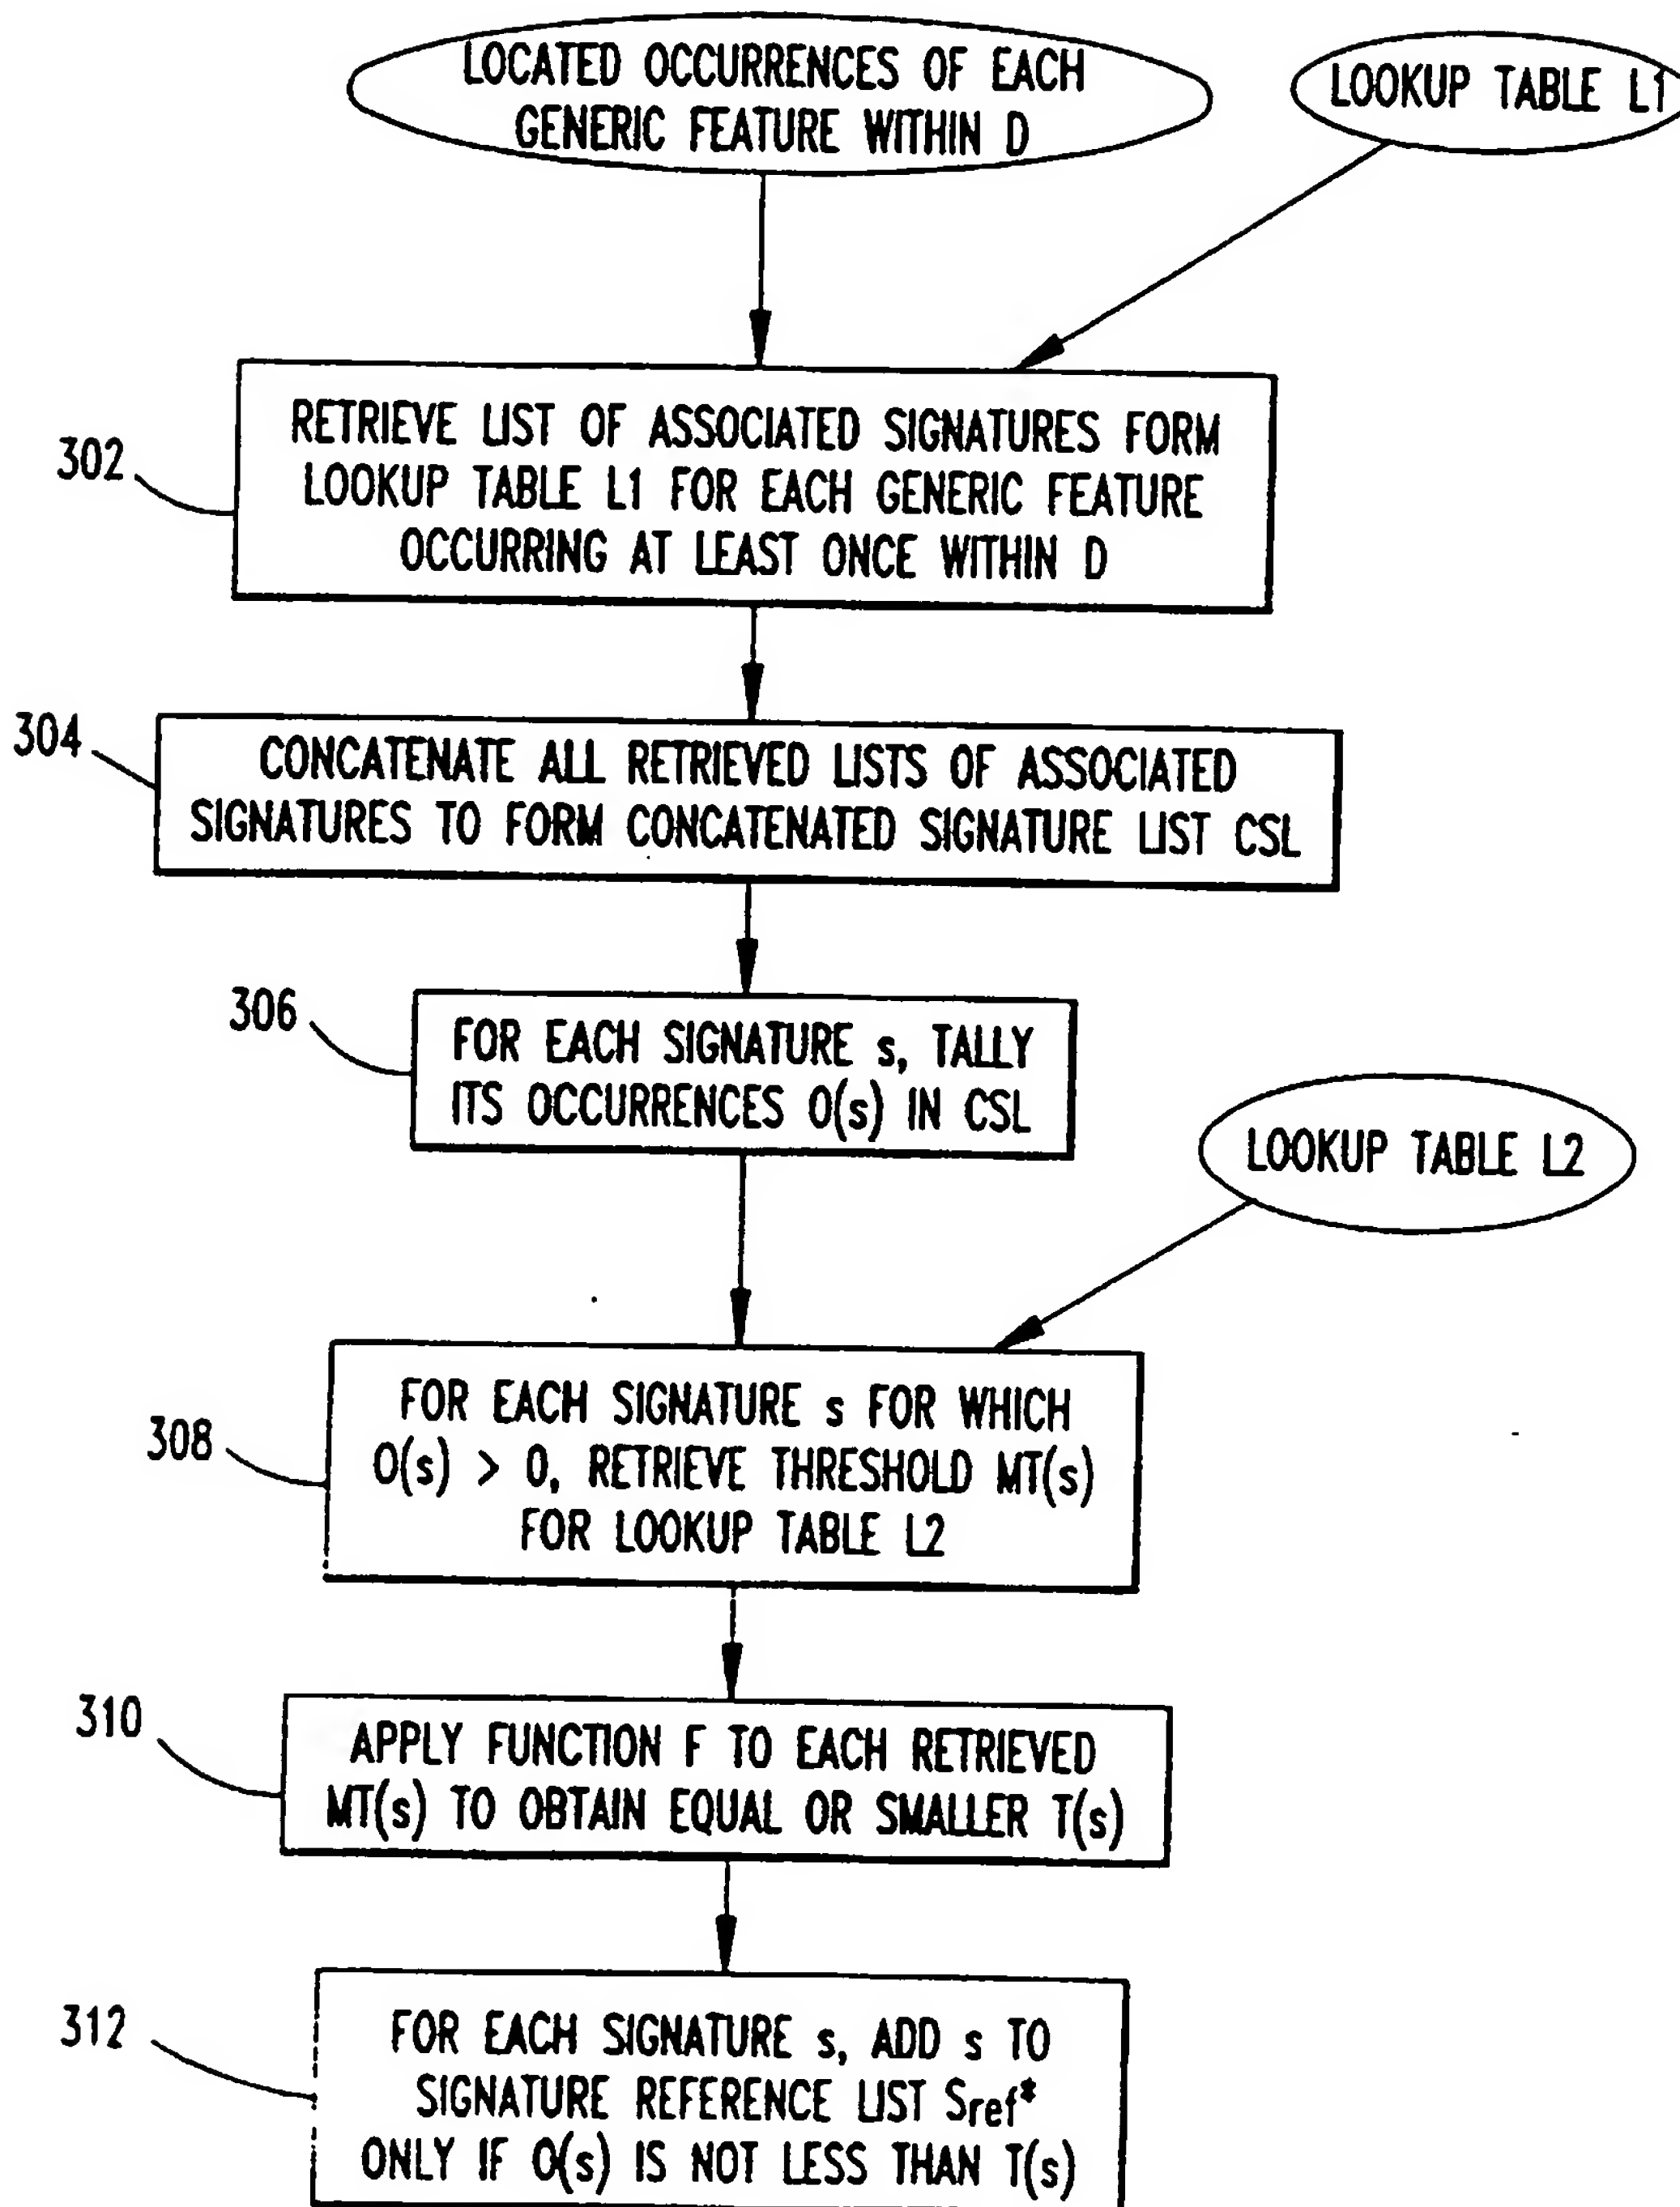 LOCATED OCCURRENCES OF EACH
GENERIC FEATURE WITHIN D
LOOKUP TABLE L1
302
RETRIEVE LIST OF ASSOCIATED SIGNATURES FORM
LOOKUP TABLE L1 FOR EACH GENERIC FEATURE
OCCURRING AT LEAST ONCE WITHIN D
304
CONCATENATE ALL RETRIEVED LISTS OF ASSOCIATED
SIGNATURES TO FORM CONCATENATED SIGNATURE LIST CSL
306
FOR EACH SIGNATURE s, TALLY
ITS OCCURRENCES O(s) IN CSL
LOOKUP TABLE L2
308
FOR EACH SIGNATURE s FOR WHICH
O(s) > 0, RETRIEVE THRESHOLD MT(s)
FOR LOOKUP TABLE L2
310
APPLY FUNCTION F TO EACH RETRIEVED
MT(s) TO OBTAIN EQUAL OR SMALLER T(s)
312
FOR EACH SIGNATURE s, ADD s TO
SIGNATURE REFERENCE LIST Sref*
ONLY IF O(s) IS NOT LESS THAN T(s)